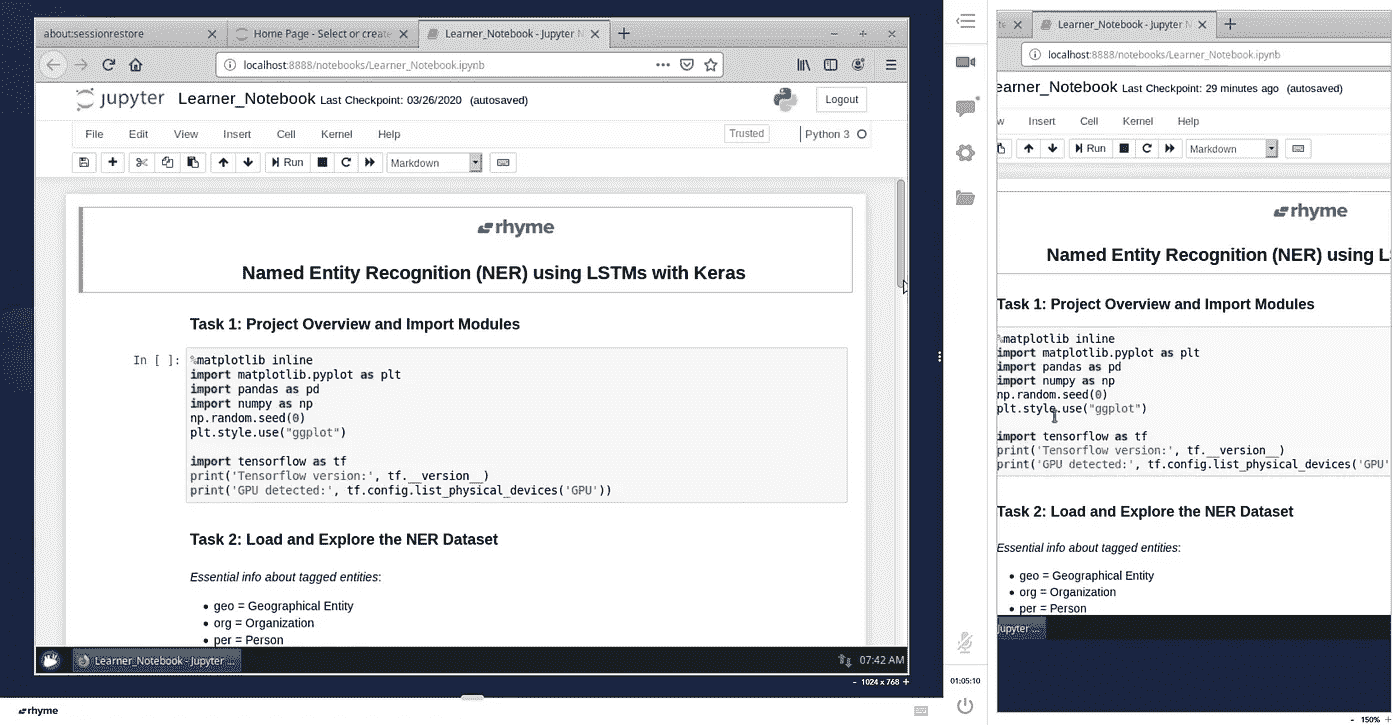 about:sessionrestore
Home Page - Select or create
Learner_Notebook - Jupyter N
localhost:8888/notebooks/Learner_Notebook.ipynb
jupyter Learner_Notebook Last Checkpoint: 03/26/2020 (autosaved)
Logout
File Edit View Insert Cell Kernel Help
Trusted
Python 3
Run
Markdown
rhyme
Named Entity Recognition (NER) using LSTMs with Keras
Task 1: Project Overview and Import Modules
In [ ]:
%matplotlib inline
import matplotlib.pyplot as plt
import pandas as pd
import numpy as np
np.random.seed(0)
plt.style.use("ggplot")
import tensorflow as tf
print('Tensorflow version:', tf.__version__)
print('GPU detected:', tf.config.list_physical_devices('GPU'))
Task 2: Load and Explore the NER Dataset
Essential info about tagged entities:
• geo = Geographical Entity
• org = Organization
• per = Person
Learner_Notebook - Jupyter ...
07:42 AM
- 1024 x 768 +
rhyme
01:05:10
Learner_Notebook - Jupyter N
localhost:8888/notebooks/Learner_Notebook.ipynb
earner_Notebook Last Checkpoint: 29 minutes ago (autosaved)
w Insert Cell Kernel Help
Run
Markdown
rhyme
Named Entity Recognition (NER) using L
Task 1: Project Overview and Import Modules
%matplotlib inline
import matplotlib.pyplot as plt
import pandas as pd
import numpy as np
np.random.seed(0)
plt.style.use("ggplot")
import tensorflow as tf
print('Tensorflow version:', tf.__version__)
print('GPU detected:', tf.config.list_physical_devices('GPU'
Task 2: Load and Explore the NER Dataset
Essential info about tagged entities:
• geo = Geographical Entity
• org = Organization
• per = Person
Jupyter ...
- 150% +